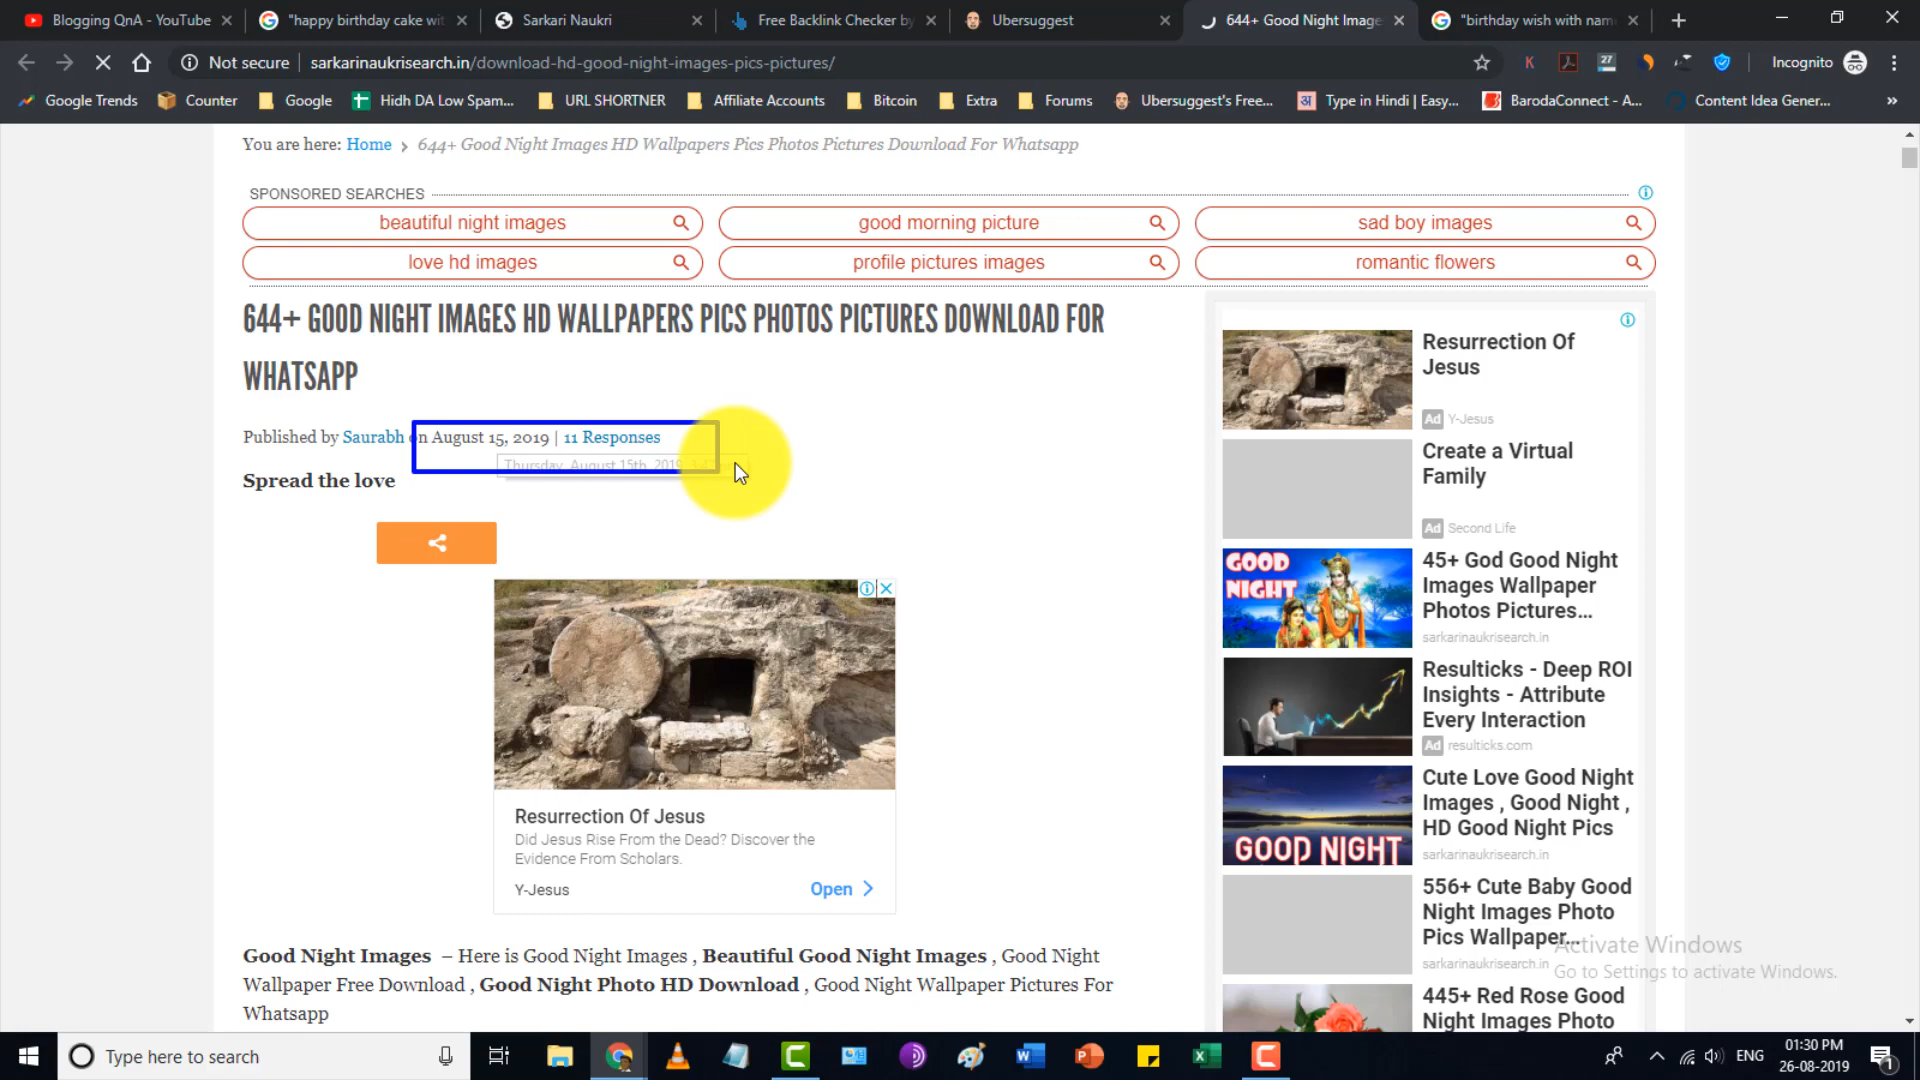 Blogging QnA - YouTube
"happy birthday cake wit
Sarkari Naukri
Free Backlink Checker by
Ubersuggest
644+ Good Night Image
"birthday wish with nam
Not secure
sarkarinaukrisearch.in/download-hd-good-night-images-pics-pictures/
K
27
Incognito
Google Trends
Counter
Google
Hidh DA Low Spam...
URL SHORTNER
Affiliate Accounts
Bitcoin
Extra
Forums
Ubersuggest's Free...
अ
Type in Hindi | Easy...
BarodaConnect - A...
Content Idea Gener...
»
You are here: Home › 644+ Good Night Images HD Wallpapers Pics Photos Pictures Download For Whatsapp
SPONSORED SEARCHES
beautiful night images
good morning picture
sad boy images
love hd images
profile pictures images
romantic flowers
644+ GOOD NIGHT IMAGES HD WALLPAPERS PICS PHOTOS PICTURES DOWNLOAD FOR
WHATSAPP
Published by Saurabh on August 15, 2019 | 11 Responses
Thursday, August 15th, 2019,
Spread the love
Resurrection Of Jesus
Did Jesus Rise From the Dead? Discover the
Evidence From Scholars.
Y-Jesus
Open
Good Night Images – Here is Good Night Images , Beautiful Good Night Images , Good Night
Wallpaper Free Download , Good Night Photo HD Download , Good Night Wallpaper Pictures For
Whatsapp
Resurrection Of
Jesus
Ad Y-Jesus
Create a Virtual
Family
Ad Second Life
GOOD
NIGHT
45+ God Good Night
Images Wallpaper
Photos Pictures...
sarkarinaukrisearch.in
Resulticks - Deep ROI
Insights - Attribute
Every Interaction
Ad resulticks.com
GOOD NIGHT
Cute Love Good Night
Images , Good Night ,
HD Good Night Pics
sarkarinaukrisearch.in
556+ Cute Baby Good
Night Images Photo
Pics Wallpaper...
sarkarinaukrisearch.in
445+ Red Rose Good
Night Images Photo
Activate Windows
Go to Settings to activate Windows.
Type here to search
ENG
01:30 PM
26-08-2019
1